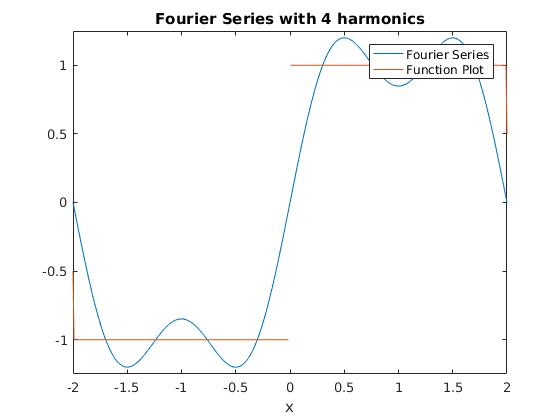 Fourier Series with 4 harmonics
Fourier Series
Function Plot
1
0.5
0
-0.5
-1
-2 -1.5 -1 -0.5 0 0.5 1 1.5 2
x